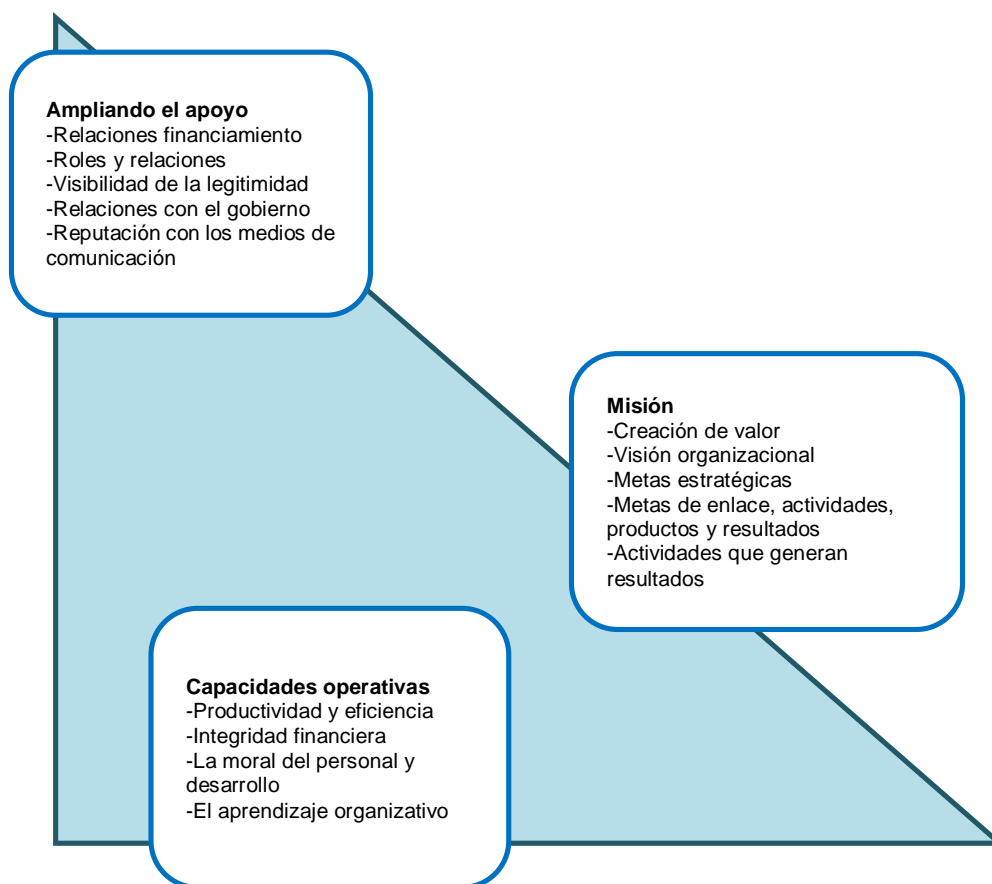 Ampliando el apoyo
-Relaciones financiamiento
-Roles y relaciones
-Visibilidad de la legitimidad
-Relaciones con el gobierno
-Reputación con los medios de
comunicación
Misión
-Creación de valor
-Visión organizacional
-Metas estratégicas
-Metas de enlace, actividades,
productos y resultados
-Actividades que generan
resultados
Capacidades operativas
-Productividad y eficiencia
-Integridad financiera
-La moral del personal y
desarrollo
-El aprendizaje organizativo